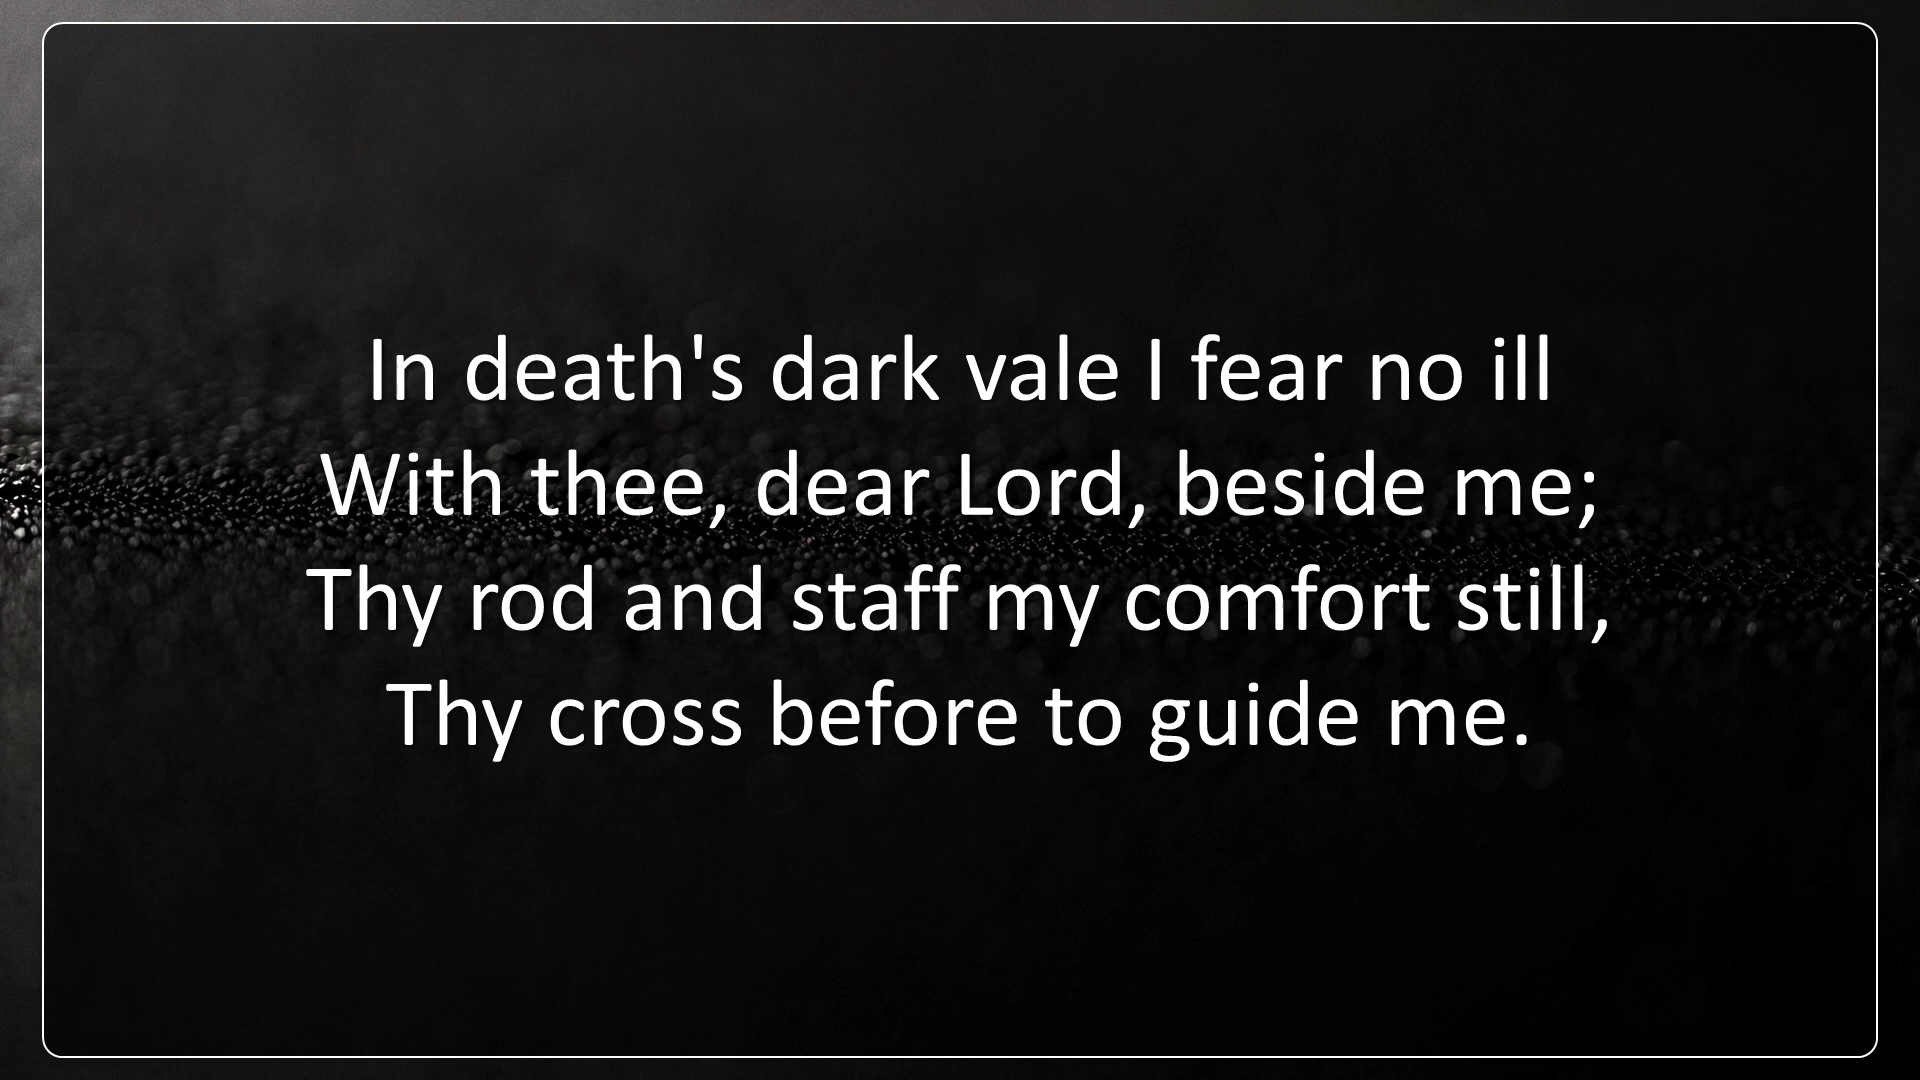 In death's dark vale I fear no ill
With thee, dear Lord, beside me;
Thy rod and staff my comfort still,
Thy cross before to guide me.